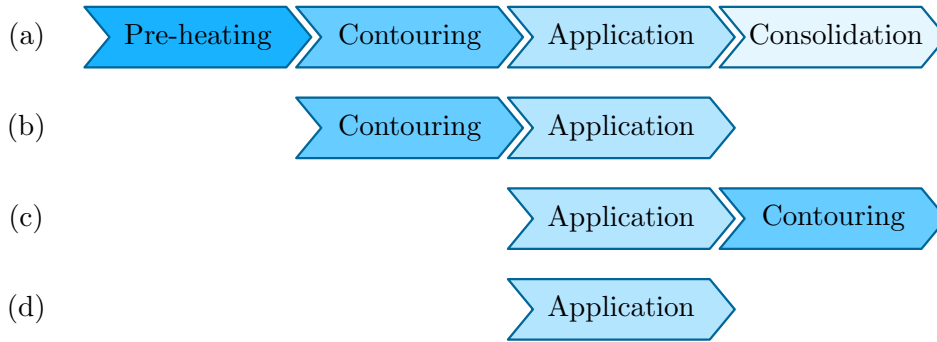 (a) Pre-heating Contouring Application Consolidation
(b) Contouring Application
(c) Application Contouring
(d) Application